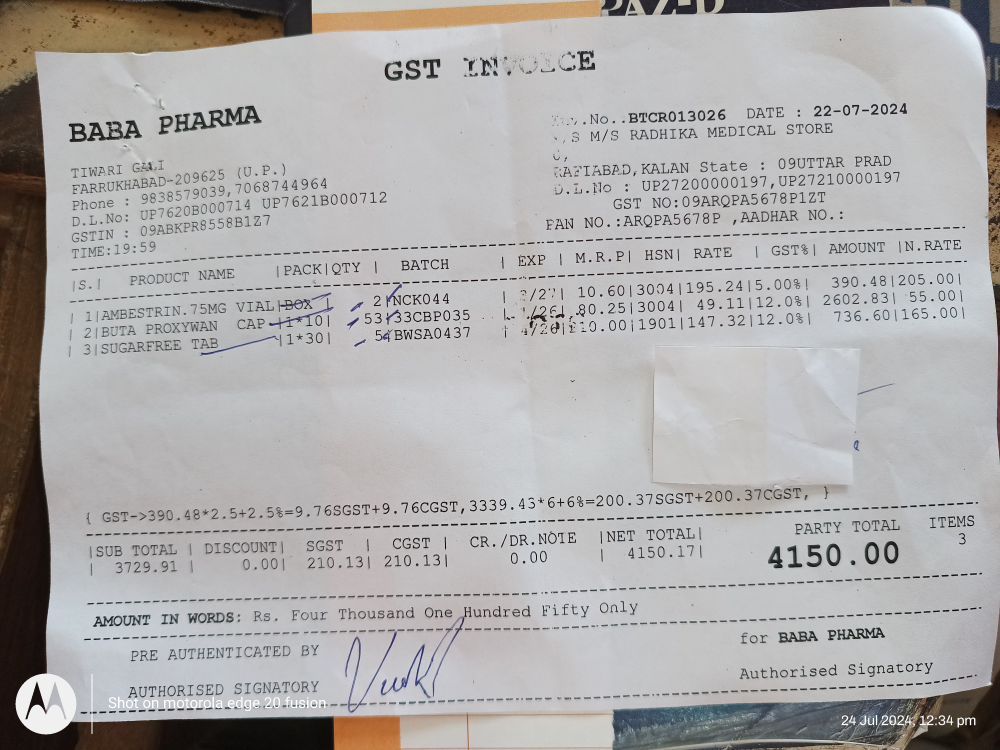 PAZ-D
GST INVOICE
BABA PHARMA
TIWARI GALI
FARRUKHABAD-209625 (U.P.)
Phone : 9838579039,7068744964
D.L.No: UP7620B000714 UP7621B000712
GSTIN : 09ABKPR8558B1Z7
TIME:19:59
.No..BTCR013026 DATE : 22-07-2024
M/S RADHIKA MEDICAL STORE
RAFIABAD,KALAN State : 09UTTAR PRAD
D.L.No : UP27200000197,UP27210000197
GST NO:09ARQPA5678P1ZT
PAN NO.:ARQPA5678P ,AADHAR NO.:
|S.| PRODUCT NAME |PACK|QTY | BATCH | EXP | M.R.P| HSN| RATE | GST%| AMOUNT |N.RATE
| 1|AMBESTRIN.75MG VIAL|BOX | 2|NCK044 | /27| 10.60|3004|195.24|5.00%| 390.48|205.00|
| 2|BUTA PROXYWAN CAP |1*10| 53|33CBP035 | /26| 80.25|3004| 49.11|12.0%| 2602.83| 55.00|
| 3|SUGARFREE TAB |1*30| BWSA0437 | 4/26| |1901|147.32|12.0%| 736.60|165.00|
{ GST->390.48*2.5+2.5%=9.76SGST+9.76CGST,3339.43*6+6%=200.37SGST+200.37CGST, }
|SUB TOTAL | DISCOUNT| SGST | CGST | CR./DR.NOTE |NET TOTAL| PARTY TOTAL ITEMS
| 3729.91 | 0.00| 210.13| 210.13| 0.00 | 4150.17| 4150.00 3
AMOUNT IN WORDS: Rs. Four Thousand One Hundred Fifty Only
PRE AUTHENTICATED BY
for BABA PHARMA
AUTHORISED SIGNATORY
Authorised Signatory
Shot on motorola edge 20 fusion
24 Jul 2024, 12:34 pm